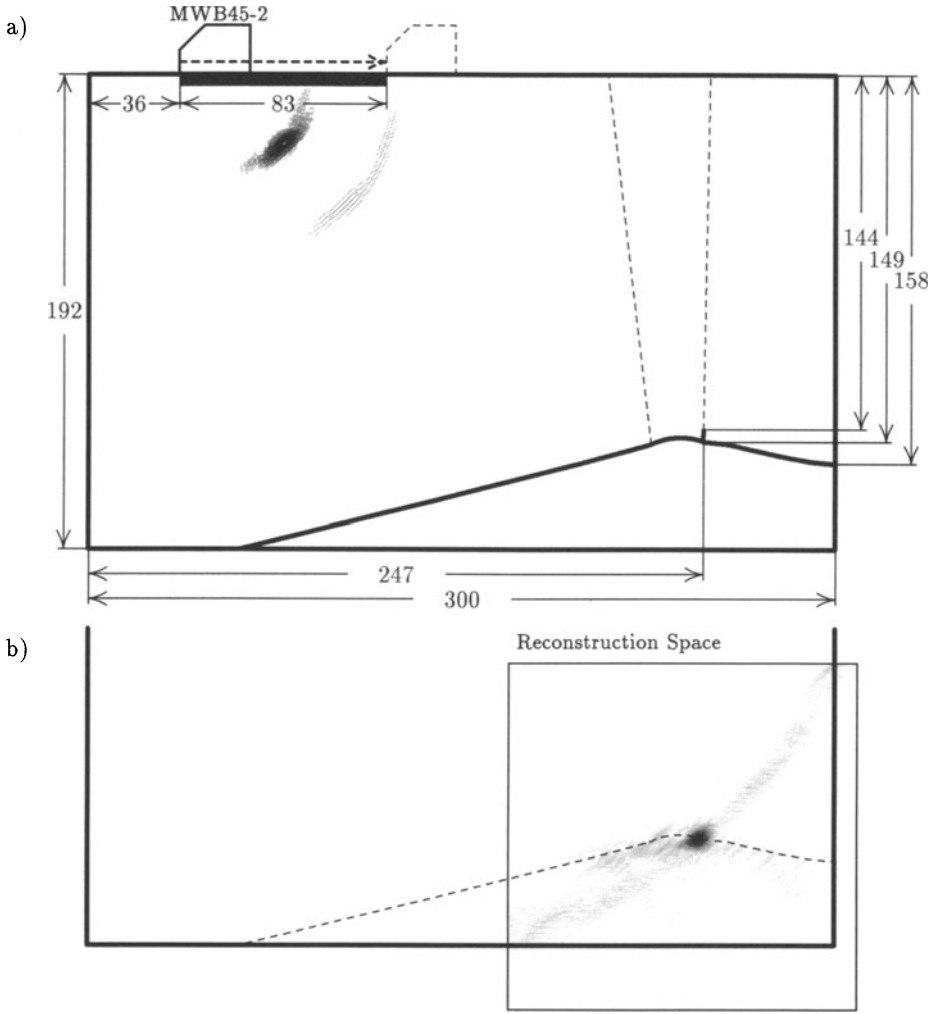 a)
MWB45-2
36
83
144
149
158
192
247
300
b)
Reconstruction Space